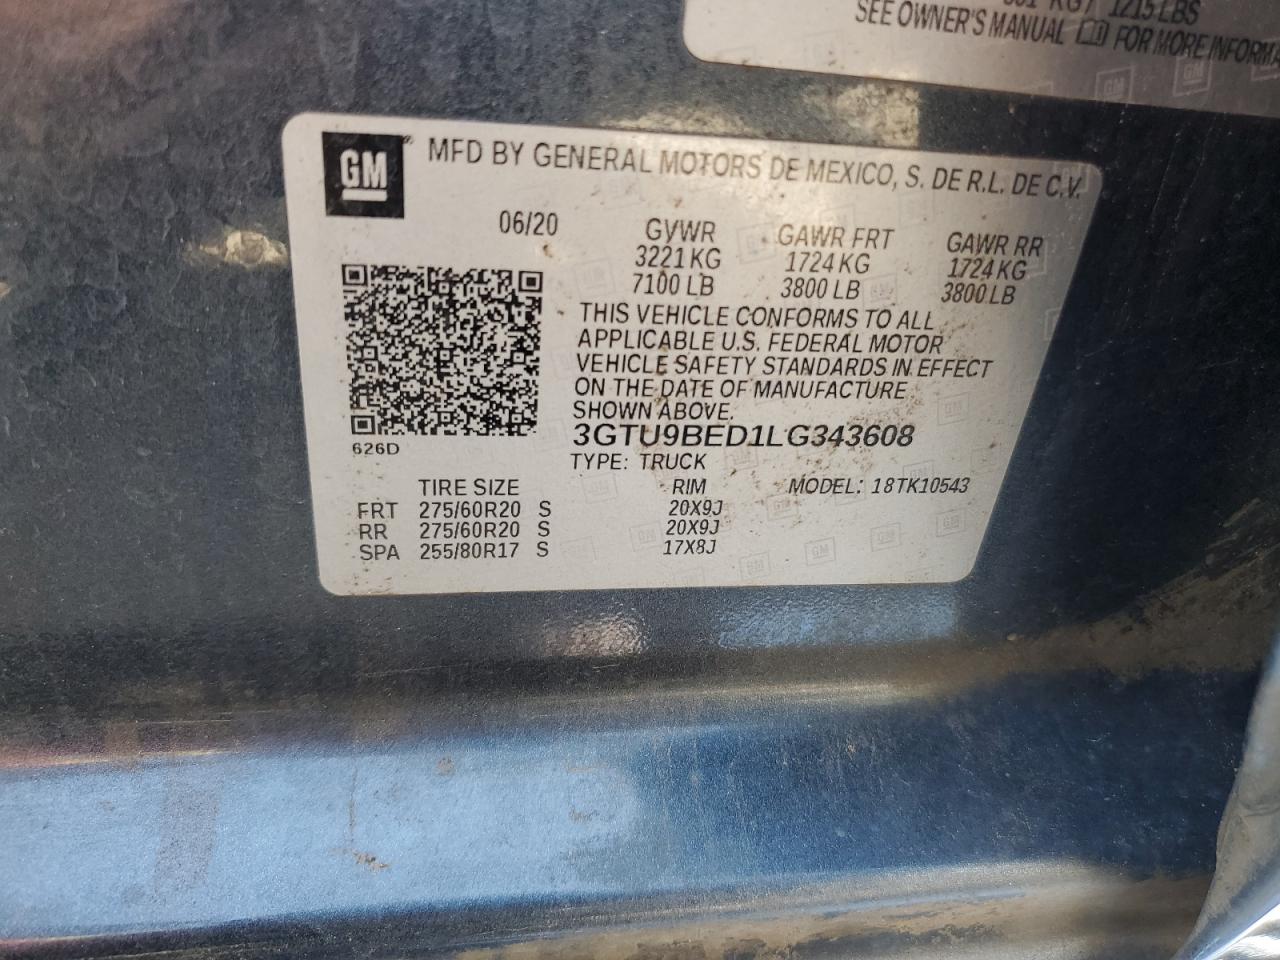 1215 LBS
SEE OWNER'S MANUAL FOR MORE
GM
MFD BY GENERAL MOTORS DE MEXICO, S. DE R.L. DE C.V.
06/20 GVWR GAWR FRT GAWR RR
3221 KG 1724 KG 1724 KG
7100 LB 3800 LB 3800 LB
THIS VEHICLE CONFORMS TO ALL
APPLICABLE U.S. FEDERAL MOTOR
VEHICLE SAFETY STANDARDS IN EFFECT
ON THE DATE OF MANUFACTURE
SHOWN ABOVE.
3GTU9BED1LG343608
626D
TYPE: TRUCK
TIRE SIZE RIM MODEL: 18TK10543
FRT 275/60R20 S 20X9J
RR 275/60R20 S 20X9J
SPA 255/80R17 S 17X8J